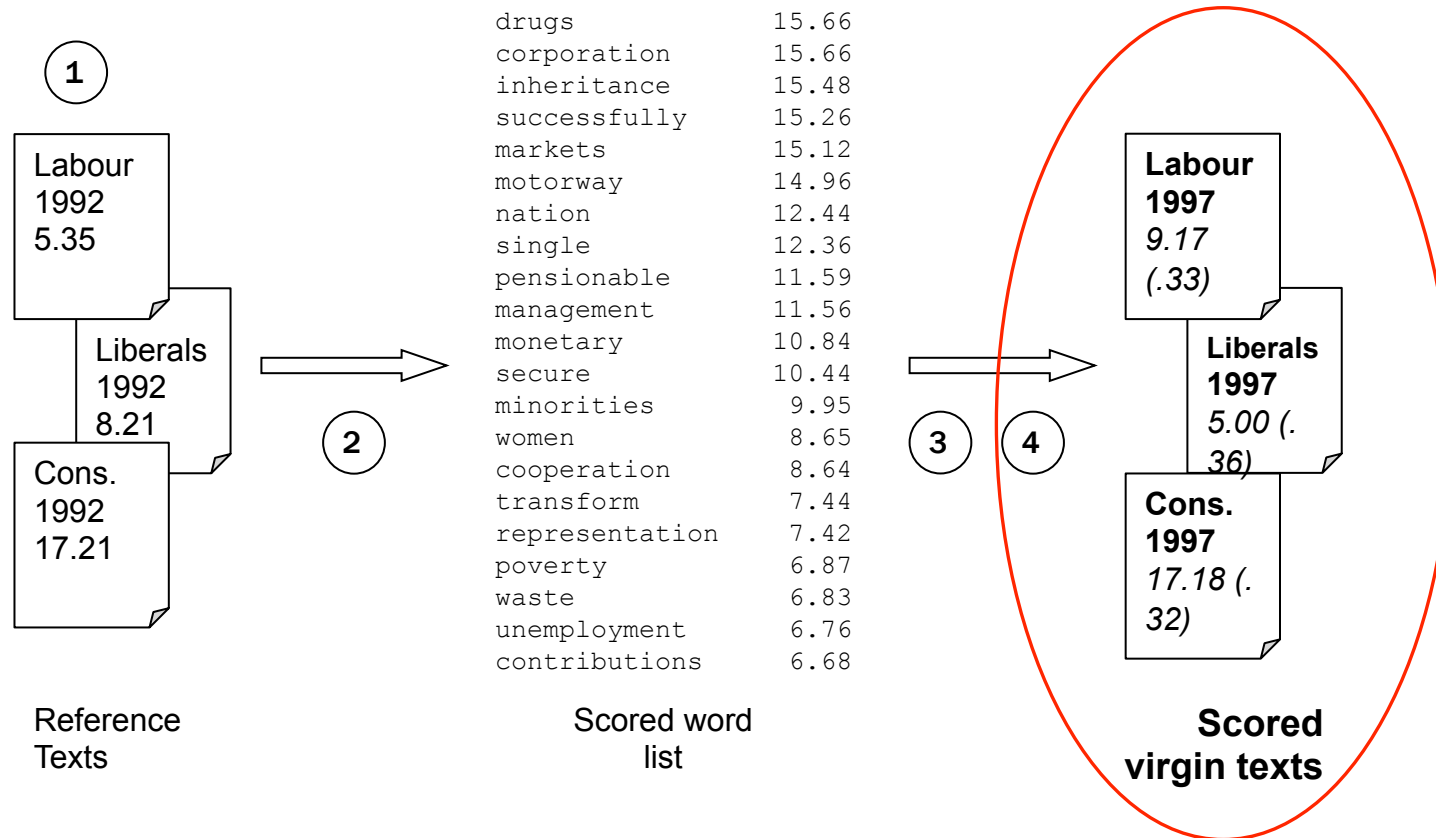 1
Labour
1992
5.35
Liberals
1992
8.21
Cons.
1992
17.21
Reference
Texts
2
drugs 15.66
corporation 15.66
inheritance 15.48
successfully 15.26
markets 15.12
motorway 14.96
nation 12.44
single 12.36
pensionable 11.59
management 11.56
monetary 10.84
secure 10.44
minorities 9.95
women 8.65
cooperation 8.64
transform 7.44
representation 7.42
poverty 6.87
waste 6.83
unemployment 6.76
contributions 6.68
Scored word
list
3
4
Labour
1997
9.17
(.33)
Liberals
1997
5.00 (.
36)
Cons.
1997
17.18 (.
32)
Scored
virgin texts